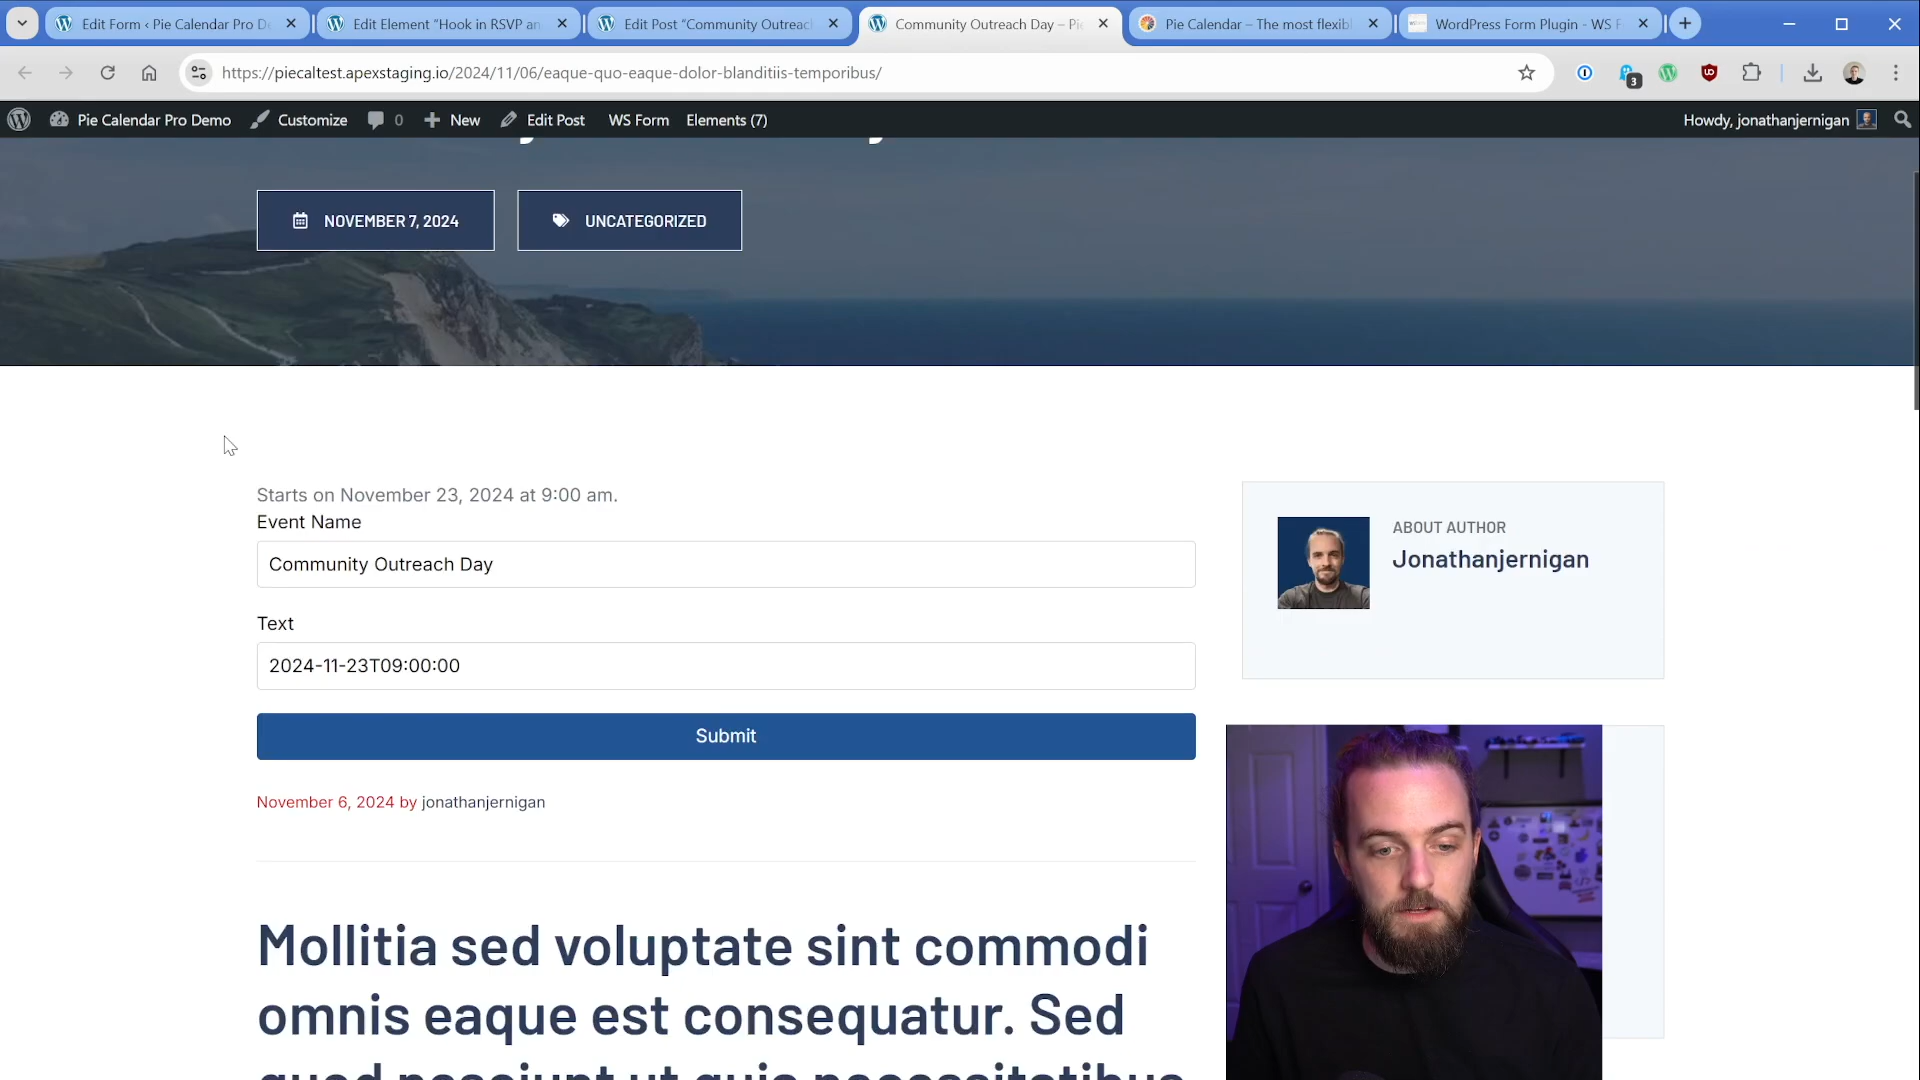 Edit Form ‹ Pie Calendar Pro De
Edit Element "Hook in RSVP an
Edit Post "Community Outreac
Community Outreach Day – Pie
Pie Calendar – The most flexibl
WordPress Form Plugin - WS F
https://piecaltest.apexstaging.io/2024/11/06/eaque-quo-eaque-dolor-blanditiis-temporibus/
3
Pie Calendar Pro Demo
Customize
0
New
Edit Post
WS Form
Elements (7)
Howdy, jonathanjernigan
NOVEMBER 7, 2024
UNCATEGORIZED
Starts on November 23, 2024 at 9:00 am.
Event Name
Community Outreach Day
Text
2024-11-23T09:00:00
Submit
November 6, 2024 by jonathanjernigan
ABOUT AUTHOR
Jonathanjernigan
Mollitia sed voluptate sint commodi
omnis eaque est consequatur. Sed